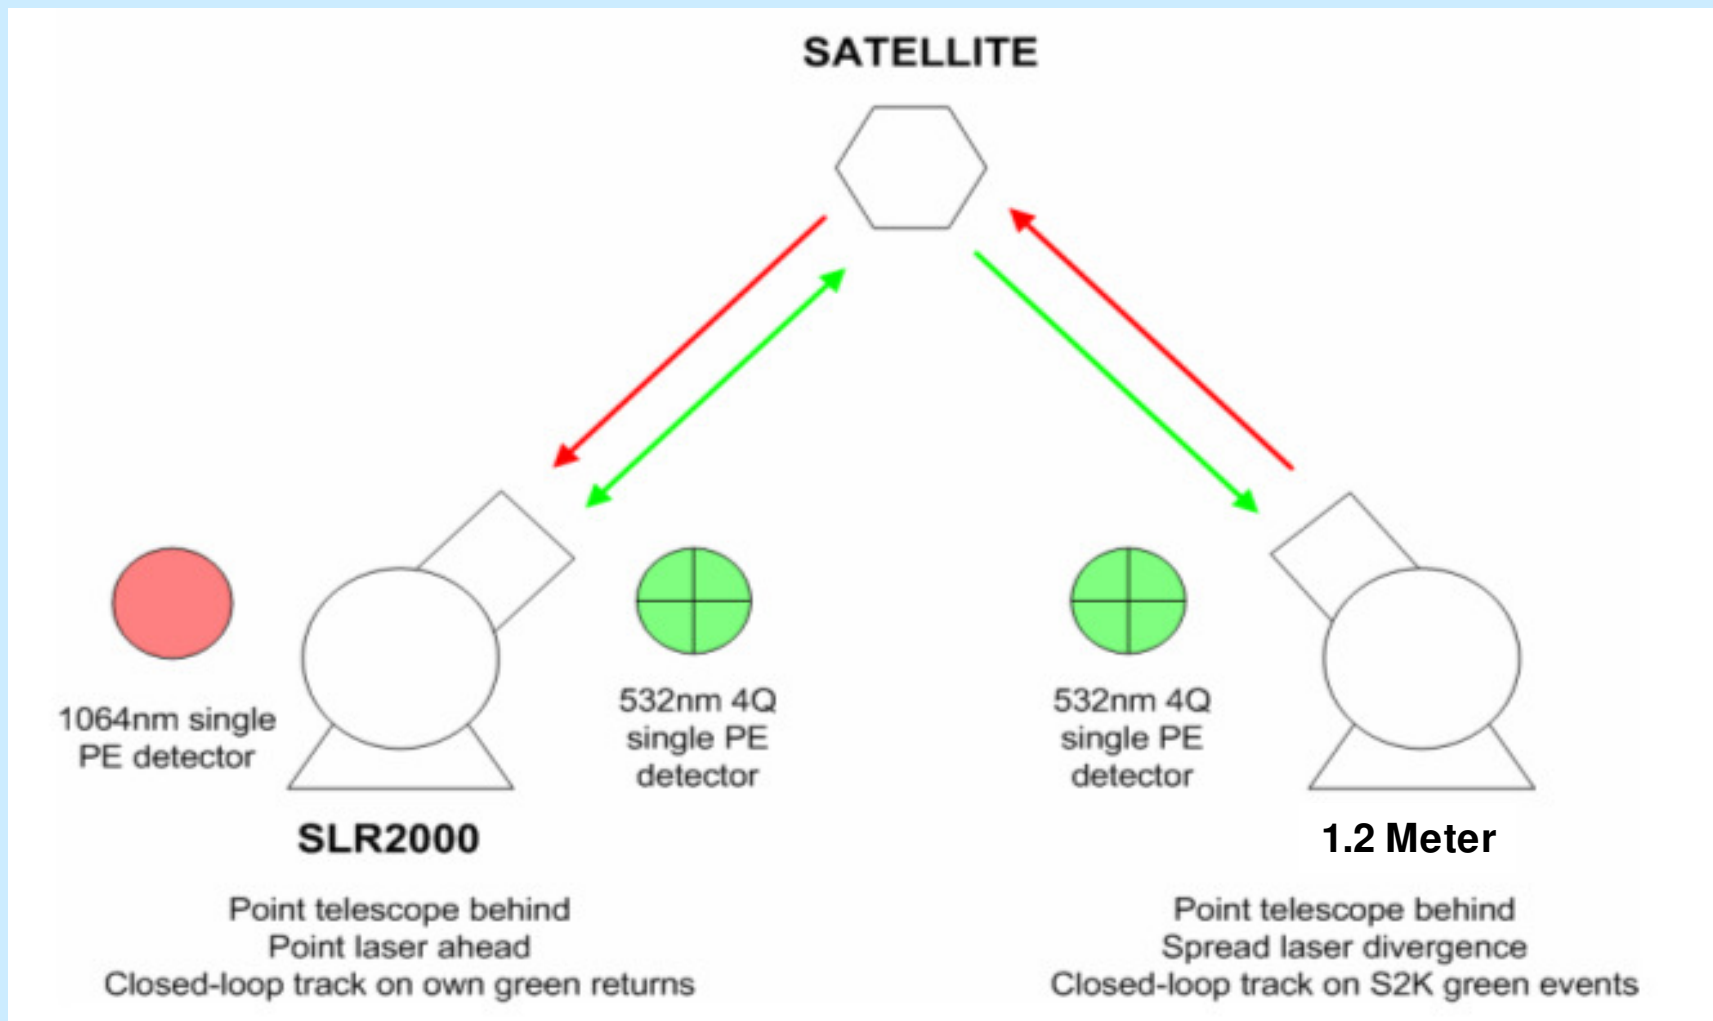 SATELLITE
1064nm single
PE detector
532nm 4Q
single PE
detector
532nm 4Q
single PE
detector
SLR2000
1.2 Meter
Point telescope behind
Point laser ahead
Closed-loop track on own green returns
Point telescope behind
Spread laser divergence
Closed-loop track on S2K green events